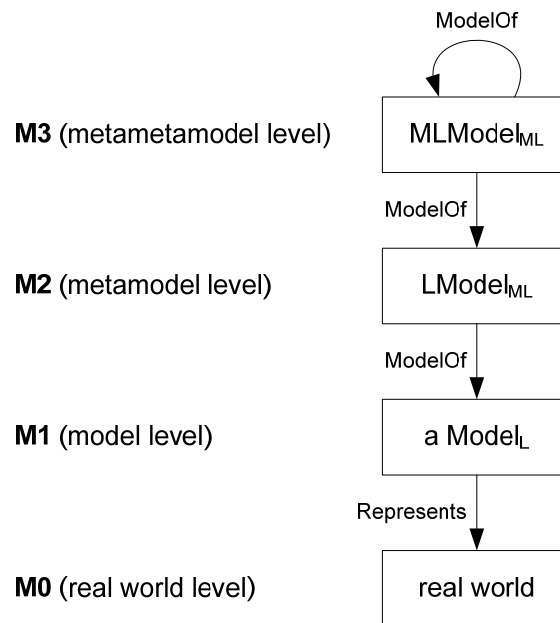 ModelOf
M3 (metametamodel level)
MLModelML
ModelOf
M2 (metamodel level)
LModelML
ModelOf
M1 (model level)
a ModelL
Represents
M0 (real world level)
real world